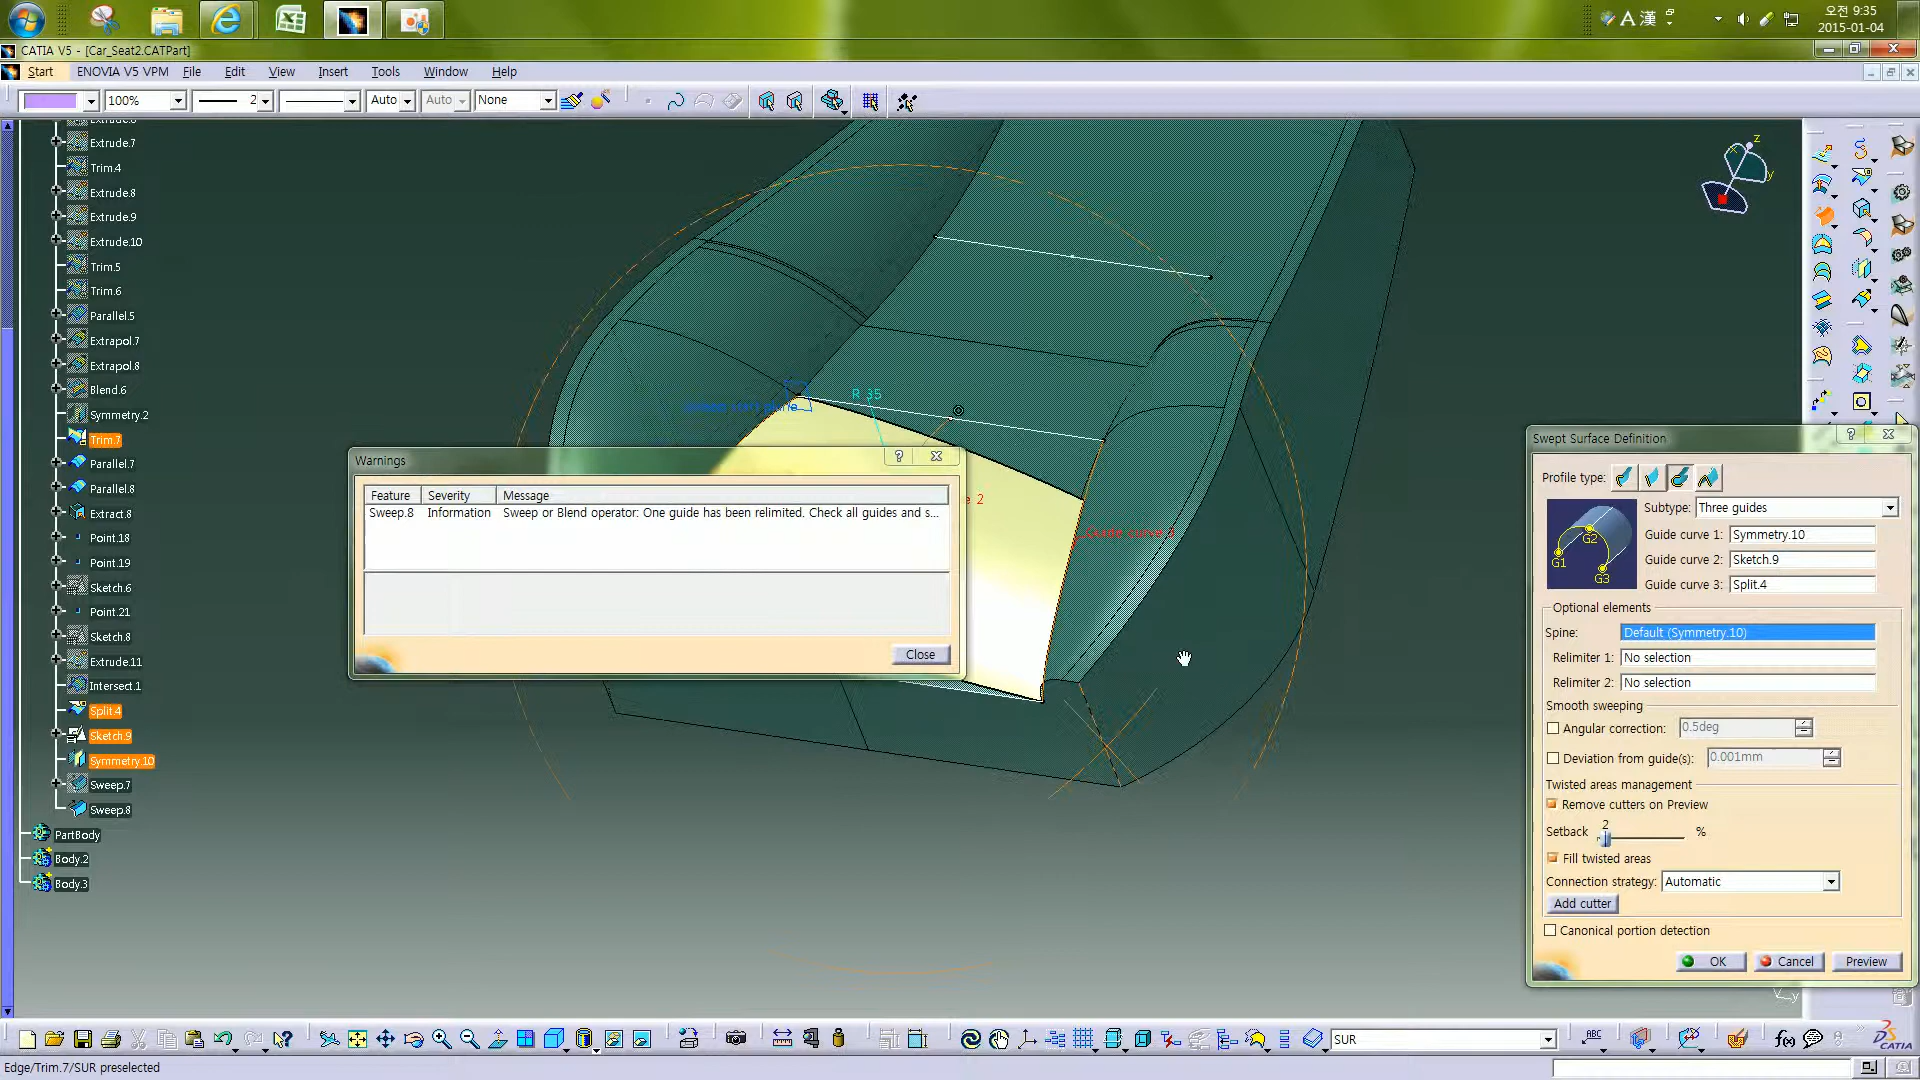 오전 9:35
2015-01-04
A 漢
CATIA V5 - [Car_Seat2.CATPart]
Start ENOVIA V5 VPM File Edit View Insert Tools Window Help
100% 2 Auto Auto None
Extrude.7
Trim.4
Extrude.8
Extrude.9
Extrude.10
Trim.5
Trim.6
Parallel.5
Extrapol.7
Extrapol.8
Blend.6
Symmetry.2
Trim.7
Parallel.7
Parallel.8
Extract.8
Point.18
Point.19
Sketch.6
Point.21
Sketch.8
Extrude.11
Intersect.1
Split.4
Sketch.9
Symmetry.10
Sweep.7
Sweep.8
PartBody
Body.2
Body.3
z
x
y
R 35
e 2
Guide curve 3
Warnings
Feature Severity Message
Sweep.8 Information Sweep or Blend operator: One guide has been relimited. Check all guides and s...
Close
Swept Surface Definition
Profile type:
Subtype: Three guides
G1 G2 G3
Guide curve 1: Symmetry.10
Guide curve 2: Sketch.9
Guide curve 3: Split.4
Optional elements
Spine: Default (Symmetry.10)
Relimiter 1: No selection
Relimiter 2: No selection
Smooth sweeping
Angular correction: 0.5deg
Deviation from guide(s): 0.001mm
Twisted areas management
Remove cutters on Preview
Setback 2 %
Fill twisted areas
Connection strategy: Automatic
Add cutter
Canonical portion detection
OK Cancel Preview
SUR
ABC
f(x)
CATIA
Edge/Trim.7/SUR preselected